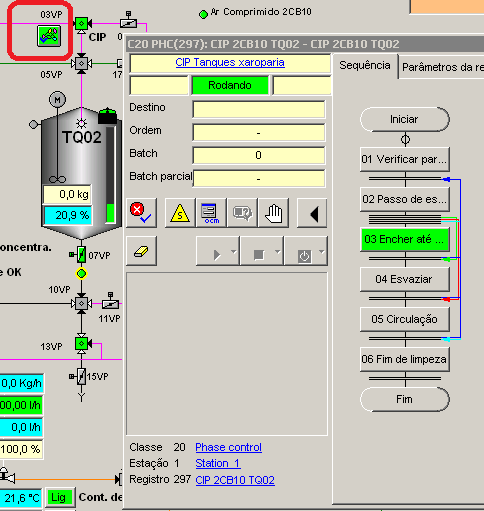 03VP
Ar Comprimido 2CB10
CIP
05VP
M
TQ02
0,0 kg
20,9 %
oncentra.
e OK
07VP
10VP
11VP
13VP
15VP
0,0 Kg/h
00,00 l/h
0,0 l/h
100,0 %
21,6 °C
Lig
Cont. de
C20 PHC(297): CIP 2CB10 TQ02 - CIP 2CB10 TQ02
CIP Tanques xaroparia
Rodando
Destino
Ordem
-
Batch
0
Batch parcial
-
S
ocm
Classe 20 Phase control
Estação 1 Station_1
Registro 297 CIP 2CB10 TQ02
Sequência
Parâmetros da re
Iniciar
01 Verificar par...
02 Passo de es...
03 Encher até ...
04 Esvaziar
05 Circulação
06 Fim de limpeza
Fim